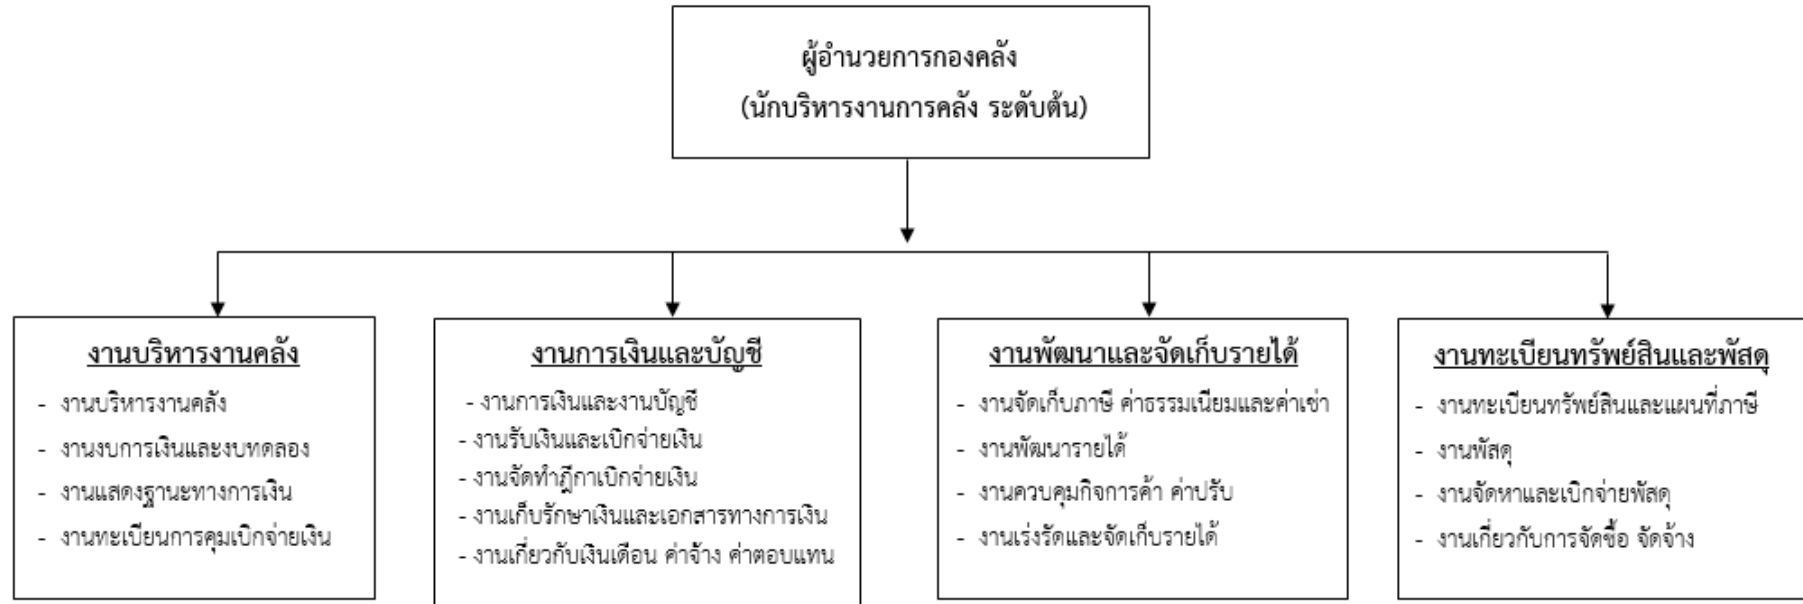 ผู้อำนวยการกองคลัง
(นักบริหารงานการคลัง ระดับต้น)
งานบริหารงานคลัง
- งานบริหารงานคลัง
- งานงบการเงินและงบทดลอง
- งานแสดงฐานะทางการเงิน
- งานทะเบียนการคุมเบิกจ่ายเงิน
งานการเงินและบัญชี
- งานการเงินและงานบัญชี
- งานรับเงินและเบิกจ่ายเงิน
- งานจัดทำฎีกาเบิกจ่ายเงิน
- งานเก็บรักษาเงินและเอกสารทางการเงิน
- งานเกี่ยวกับเงินเดือน ค่าจ้าง ค่าตอบแทน
งานพัฒนาและจัดเก็บรายได้
- งานจัดเก็บภาษี ค่าธรรมเนียมและค่าเช่า
- งานพัฒนารายได้
- งานควบคุมกิจการค้า ค่าปรับ
- งานเร่งรัดและจัดเก็บรายได้
งานทะเบียนทรัพย์สินและพัสดุ
- งานทะเบียนทรัพย์สินและแผนที่ภาษี
- งานพัสดุ
- งานจัดหาและเบิกจ่ายพัสดุ
- งานเกี่ยวกับการจัดซื้อ จัดจ้าง